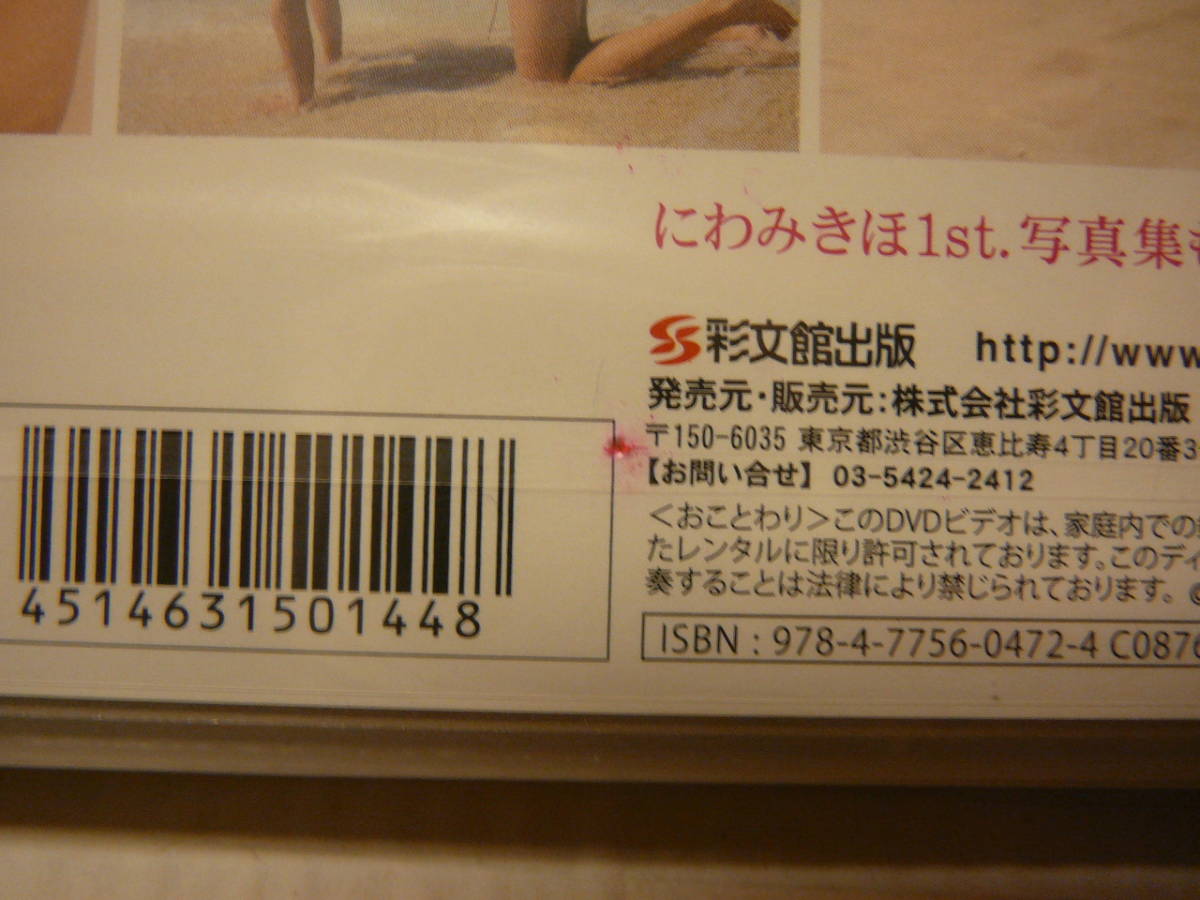 にわみきほ1st.写真集
彩文館出版 http://www
発売元・販売元:株式会社彩文館出版
〒150-6035 東京都渋谷区恵比寿4丁目20番3
【お問い合せ】 03-5424-2412
<おことわり>このDVDビデオは、家庭内での
たレンタルに限り許可されております。このディ
奏することは法律により禁じられております。
ISBN : 978-4-7756-0472-4 C0876
4514631501448